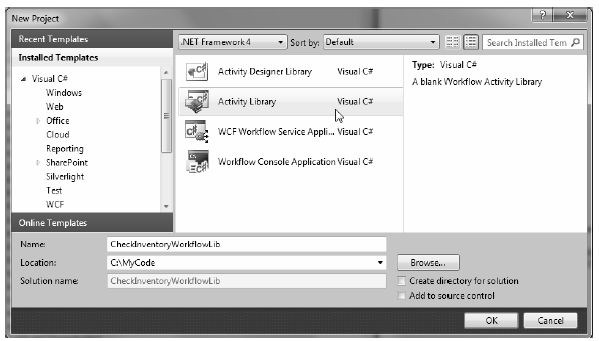 New Project
Recent Templates
Installed Templates
Visual C#
Windows
Web
Office
Cloud
Reporting
SharePoint
Silverlight
Test
WCF
Online Templates
.NET Framework 4 Sort by: Default Search Installed Tem
Activity Designer Library Visual C#
Activity Library Visual C#
WCF Workflow Service Appli... Visual C#
Workflow Console Application Visual C#
Type: Visual C#
A blank Workflow Activity Library
Name: CheckInventoryWorkflowLib
Location: C:\MyCode Browse...
Solution name: CheckInventoryWorkflowLib
Create directory for solution
Add to source control
OK Cancel